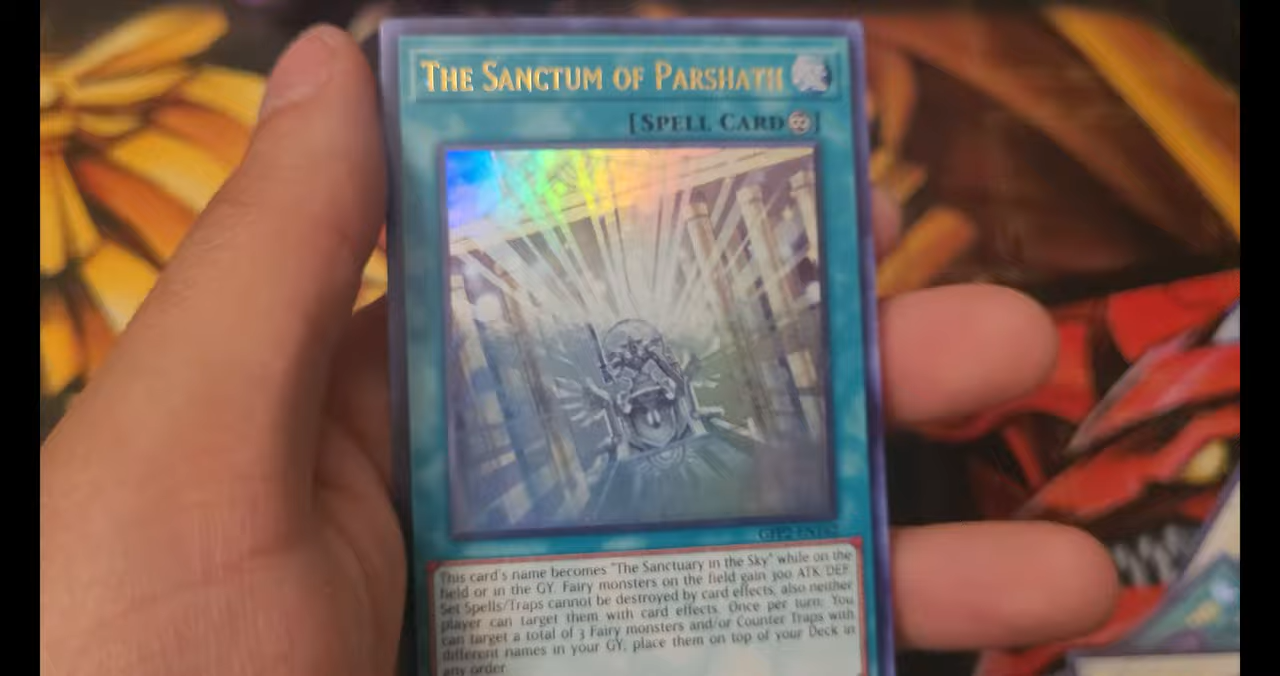 THE SANCTUM OF PARSHATH
[SPELL CARD]
This card's name becomes "The Sanctuary in the Sky" while on the
field or in the GY. Fairy monsters on the field gain 300 ATK/DEF.
Set Spells/Traps cannot be destroyed by card effects, also neither
player can target them with card effects. Once per turn: You
can target a total of 3 Fairy monsters and/or Counter Traps with
different names in your GY; place them on top of your Deck in
any order.